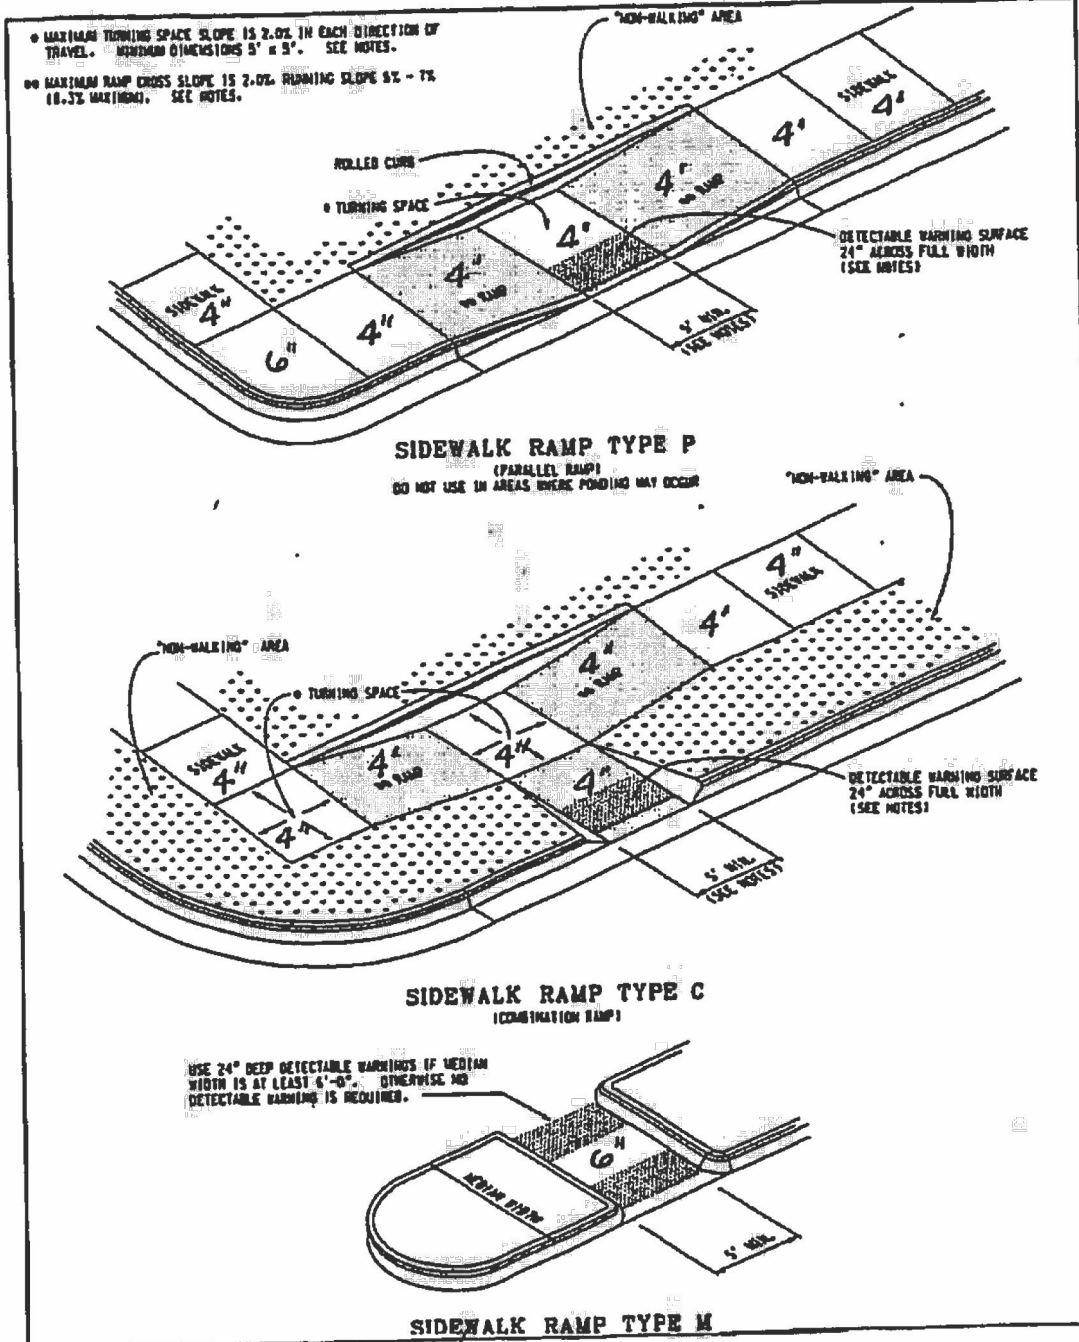 * MAXIMUM TURNING SPACE SLOPE IS 2.0% IN EACH DIRECTION OF
TRAVEL. MINIMUM DIMENSIONS 5' x 5'. SEE NOTES.
** MAXIMUM RAMP CROSS SLOPE IS 2.0%. RUNNING SLOPE 5% - 7%
(8.3% MAXIMUM). SEE NOTES.
"NON-WALKING" AREA
SIDEWALK
4"
4"
ROLLED CURB
4"
** RAMP
* TURNING SPACE
4"
DETECTABLE WARNING SURFACE
24" ACROSS FULL WIDTH
(SEE NOTES)
4"
** RAMP
SIDEWALK
4"
4"
6"
5' MIN.
(SEE NOTES)
SIDEWALK RAMP TYPE P
(PARALLEL RAMP)
DO NOT USE IN AREAS WHERE PONDING MAY OCCUR
"NON-WALKING" AREA
4"
SIDEWALK
4"
"NON-WALKING" AREA
4"
** RAMP
* TURNING SPACE
4"
4"
** RAMP
SIDEWALK
4"
4"
4"
DETECTABLE WARNING SURFACE
24" ACROSS FULL WIDTH
(SEE NOTES)
5' MIN.
(SEE NOTES)
SIDEWALK RAMP TYPE C
(COMBINATION RAMP)
USE 24" DEEP DETECTABLE WARNINGS IF MEDIAN
WIDTH IS AT LEAST 6'-0". OTHERWISE NO
DETECTABLE WARNING IS REQUIRED.
6"
MEDIAN WIDTH
5' MIN.
SIDEWALK RAMP TYPE M